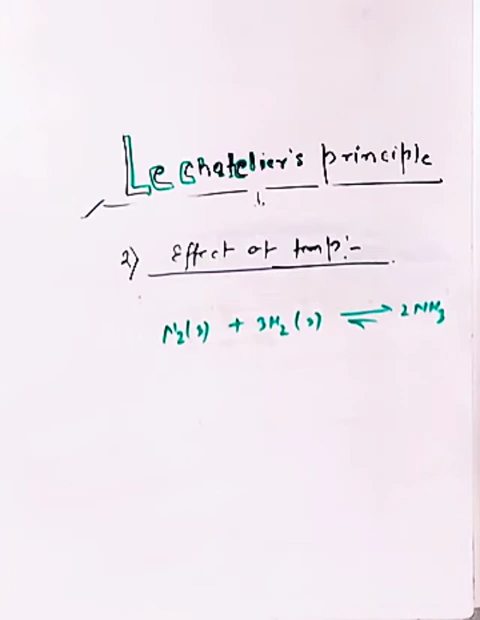 Le Chatelier's principle
2) Effect of temp:-
N2(g) + 3H2(g) ⇌ 2NH3